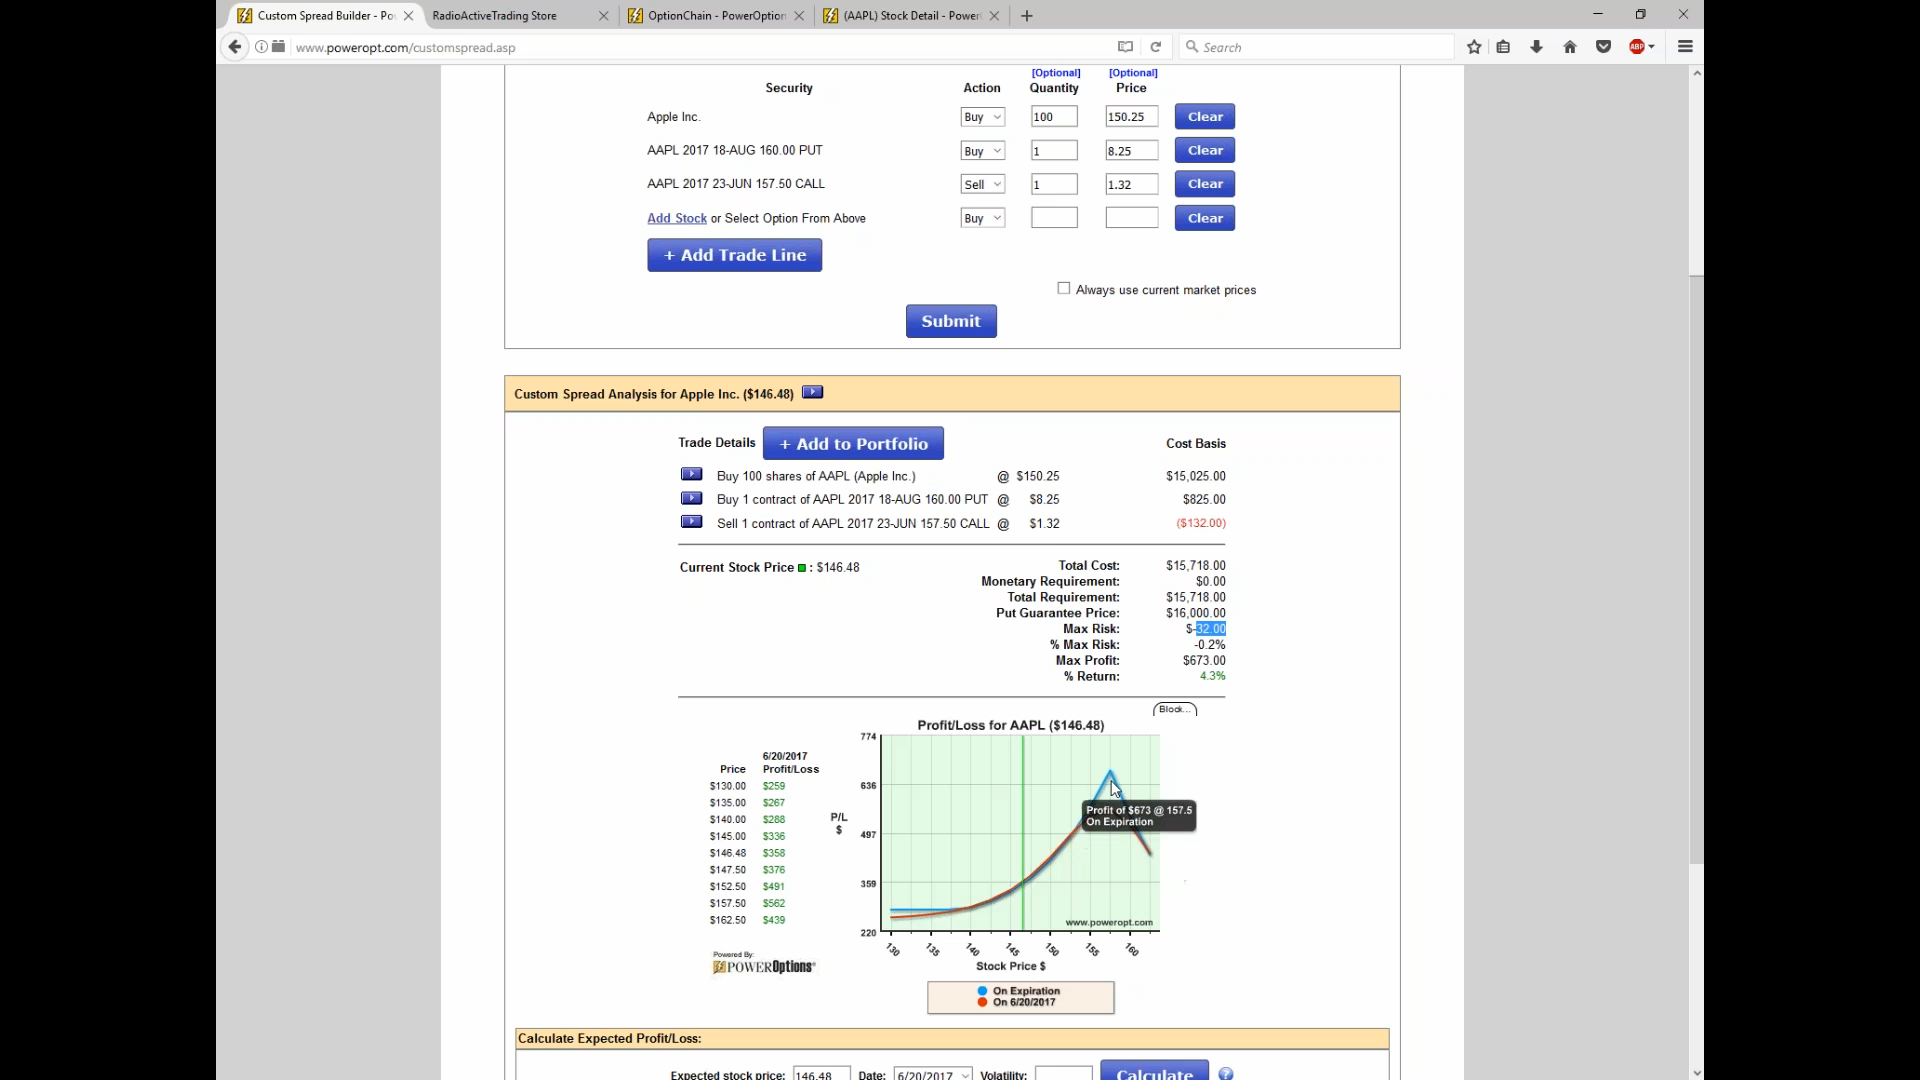 Custom Spread Builder - Po
RadioActiveTrading Store
OptionChain - PowerOption
(AAPL) Stock Detail - Power
www.poweropt.com/customspread.asp
Search
ABP
[Optional] [Optional]
Security Action Quantity Price
Apple Inc. Buy 100 150.25 Clear
AAPL 2017 18-AUG 160.00 PUT Buy 1 8.25 Clear
AAPL 2017 23-JUN 157.50 CALL Sell 1 1.32 Clear
Add Stock or Select Option From Above Buy Clear
+ Add Trade Line
Always use current market prices
Submit
Custom Spread Analysis for Apple Inc. ($146.48)
Trade Details + Add to Portfolio Cost Basis
Buy 100 shares of AAPL (Apple Inc.) @ $150.25 $15,025.00
Buy 1 contract of AAPL 2017 18-AUG 160.00 PUT @ $8.25 $825.00
Sell 1 contract of AAPL 2017 23-JUN 157.50 CALL @ $1.32 ($132.00)
Current Stock Price : $146.48
Total Cost: $15,718.00
Monetary Requirement: $0.00
Total Requirement: $15,718.00
Put Guarantee Price: $16,000.00
Max Risk: $-32.00
% Max Risk: -0.2%
Max Profit: $673.00
% Return: 4.3%
Block...
Profit/Loss for AAPL ($146.48)
6/20/2017
Price Profit/Loss
$130.00 $259
$135.00 $267
$140.00 $288
$145.00 $336
$146.48 $358
$147.50 $376
$152.50 $491
$157.50 $562
$162.50 $439
Powered By:
POWEROptions®
P/L
$
774
636
497
359
220
Profit of $673 @ 157.5
On Expiration
www.poweropt.com
130 135 140 145 150 155 160
Stock Price $
On Expiration
On 6/20/2017
Calculate Expected Profit/Loss:
Expected stock price: 146.48 Date: 6/20/2017 Volatility: Calculate ?